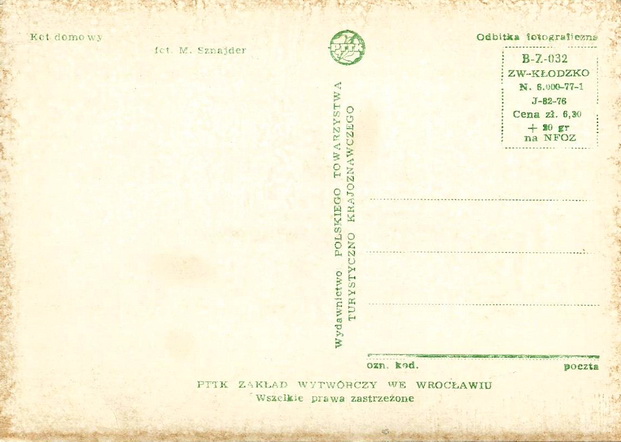 Kot domowy
fot. M. Sznajder
PTTK
Odbitka fotograficzna
B-7-032
ZW-KŁODZKO
N. 8.000-77-1
J-82-76
Cena zł. 6,30
+ 20 gr
na NFOZ
Wydawnictwo POLSKIEGO TOWARZYSTWA
TURYSTYCZNO KRAJOZNAWCZEGO
ozn. kod.
poczta
PTTK ZAKŁAD WYTWÓRCZY WE WROCŁAWIU
Wszelkie prawa zastrzeżone